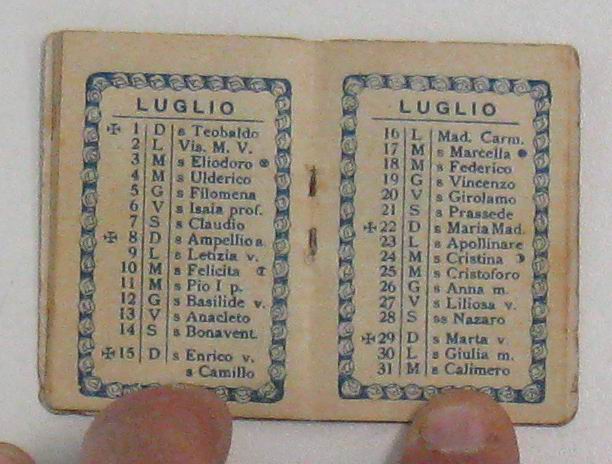 LUGLIO
✠ 1 D s Teobaldo
2 L Vis. M. V.
3 M s Eliodoro
4 M s Ulderico
5 G s Filomena
6 V s Isaia prof.
7 S s Claudio
✠ 8 D s Ampellio a.
9 L s Letizia v.
10 M s Felicita
11 M s Pio I p.
12 G s Basilide v.
13 V s Anacleto
14 S s Bonavent.
✠ 15 D s Enrico v.
s Camillo
LUGLIO
16 L Mad. Carm.
17 M s Marcella
18 M s Federico
19 G s Vincenzo
20 V s Girolamo
21 S s Prassede
✠ 22 D s Maria Mad.
23 L s Apollinare
24 M s Cristina
25 M s Cristoforo
26 G s Anna m.
27 V s Liliosa v.
28 S ss Nazaro
✠ 29 D s Marta v.
30 L s Giulia m.
31 M s Calimero